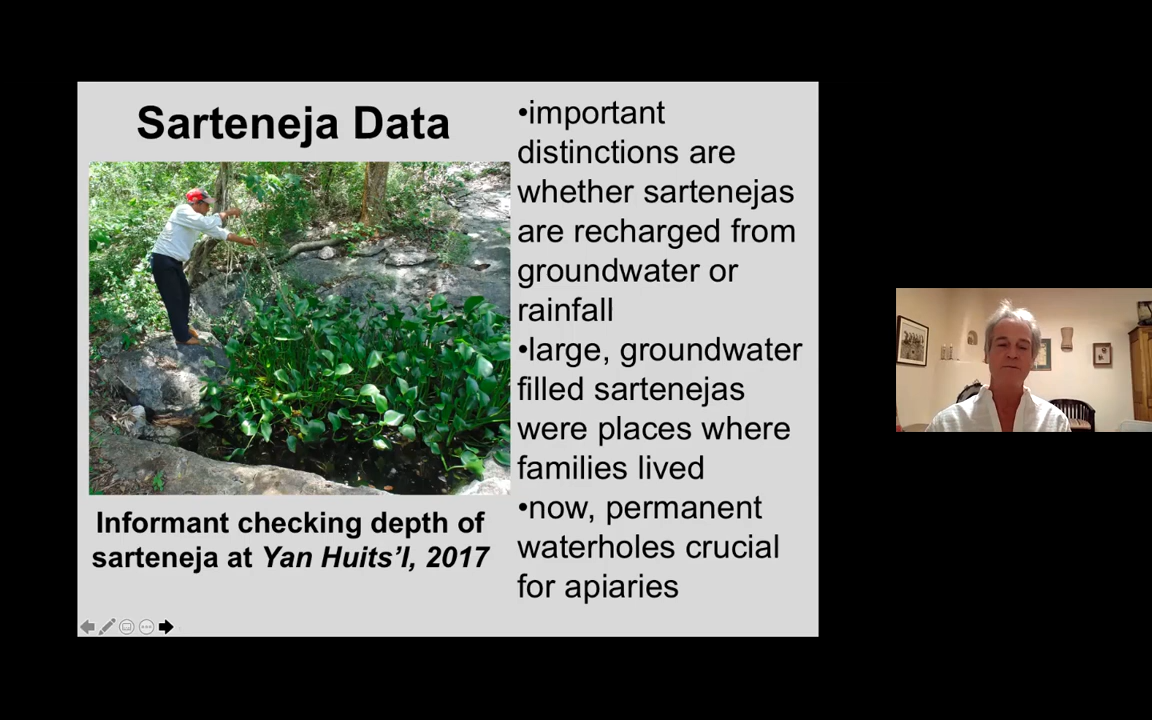 Sarteneja Data
Informant checking depth of
sarteneja at Yan Huits’l, 2017
•important
distinctions are
whether sartenejas
are recharged from
groundwater or
rainfall
•large, groundwater
filled sartenejas
were places where
families lived
•now, permanent
waterholes crucial
for apiaries